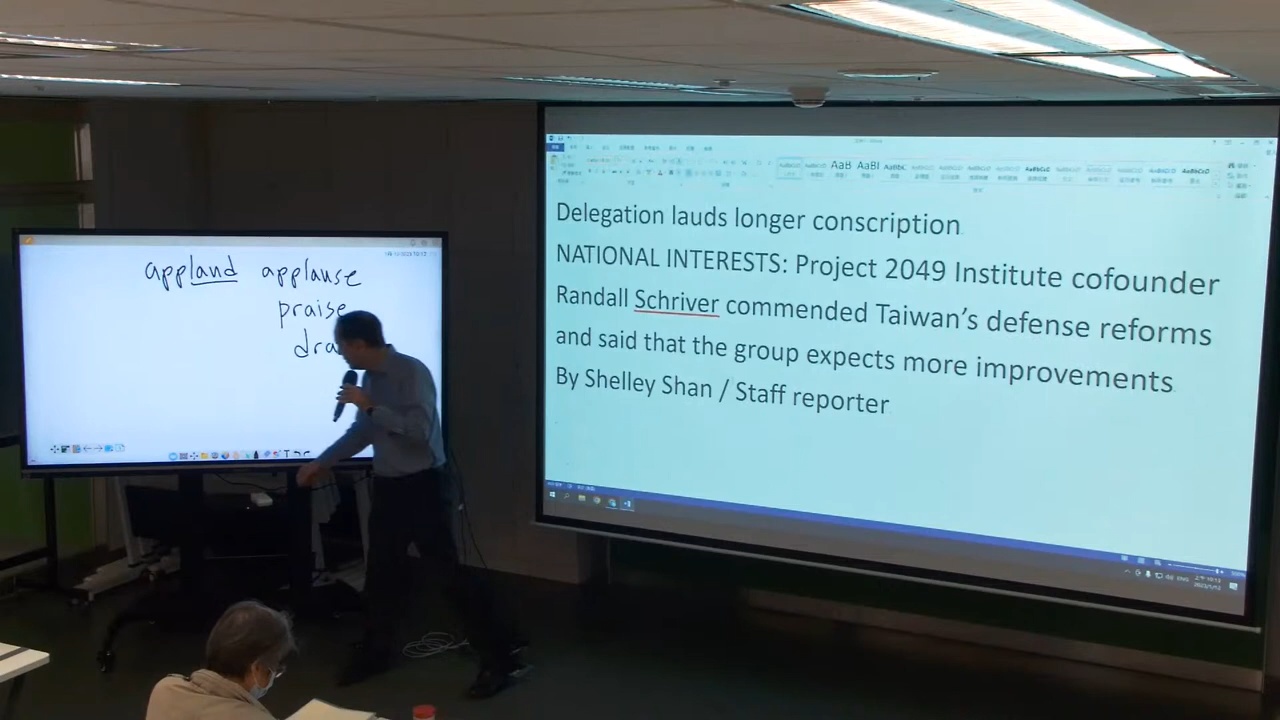 appland applause
praise
dra
Delegation lauds longer conscription
NATIONAL INTERESTS: Project 2049 Institute cofounder
Randall Schriver commended Taiwan's defense reforms
and said that the group expects more improvements
By Shelley Shan / Staff reporter